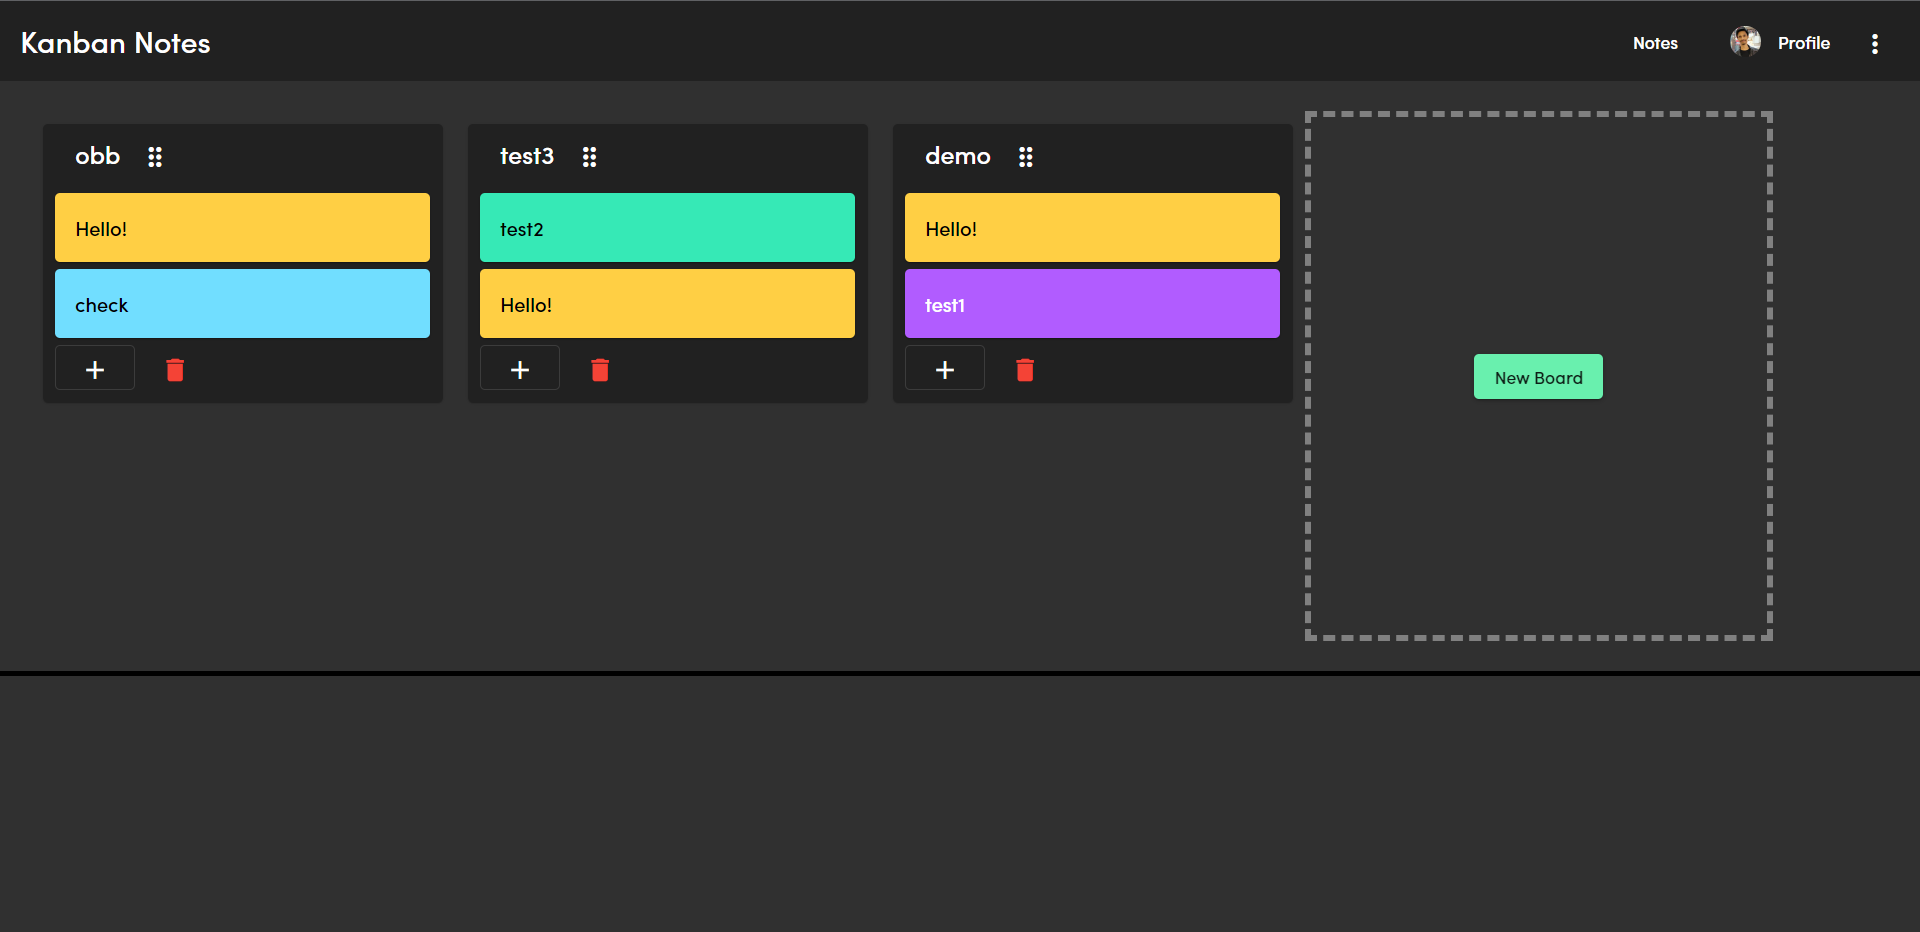 Kanban Notes
Notes
Profile
obb
Hello!
check
test3
test2
Hello!
demo
Hello!
test1
New Board